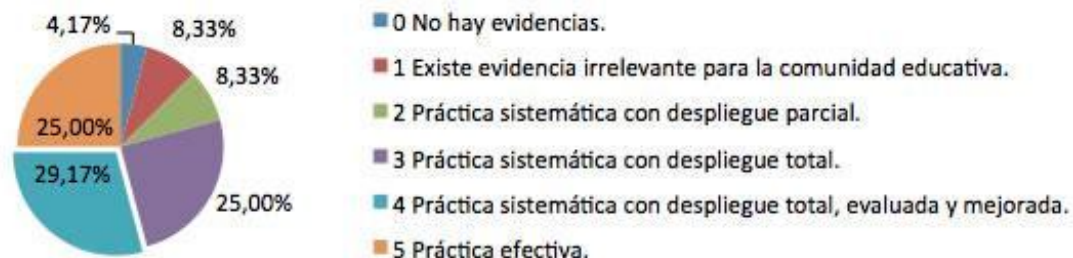 4,17%
8,33%
8,33%
25,00%
29,17%
25,00%
0 No hay evidencias.
1 Existe evidencia irrelevante para la comunidad educativa.
2 Práctica sistemática con despliegue parcial.
3 Práctica sistemática con despliegue total.
4 Práctica sistemática con despliegue total, evaluada y mejorada.
5 Práctica efectiva.